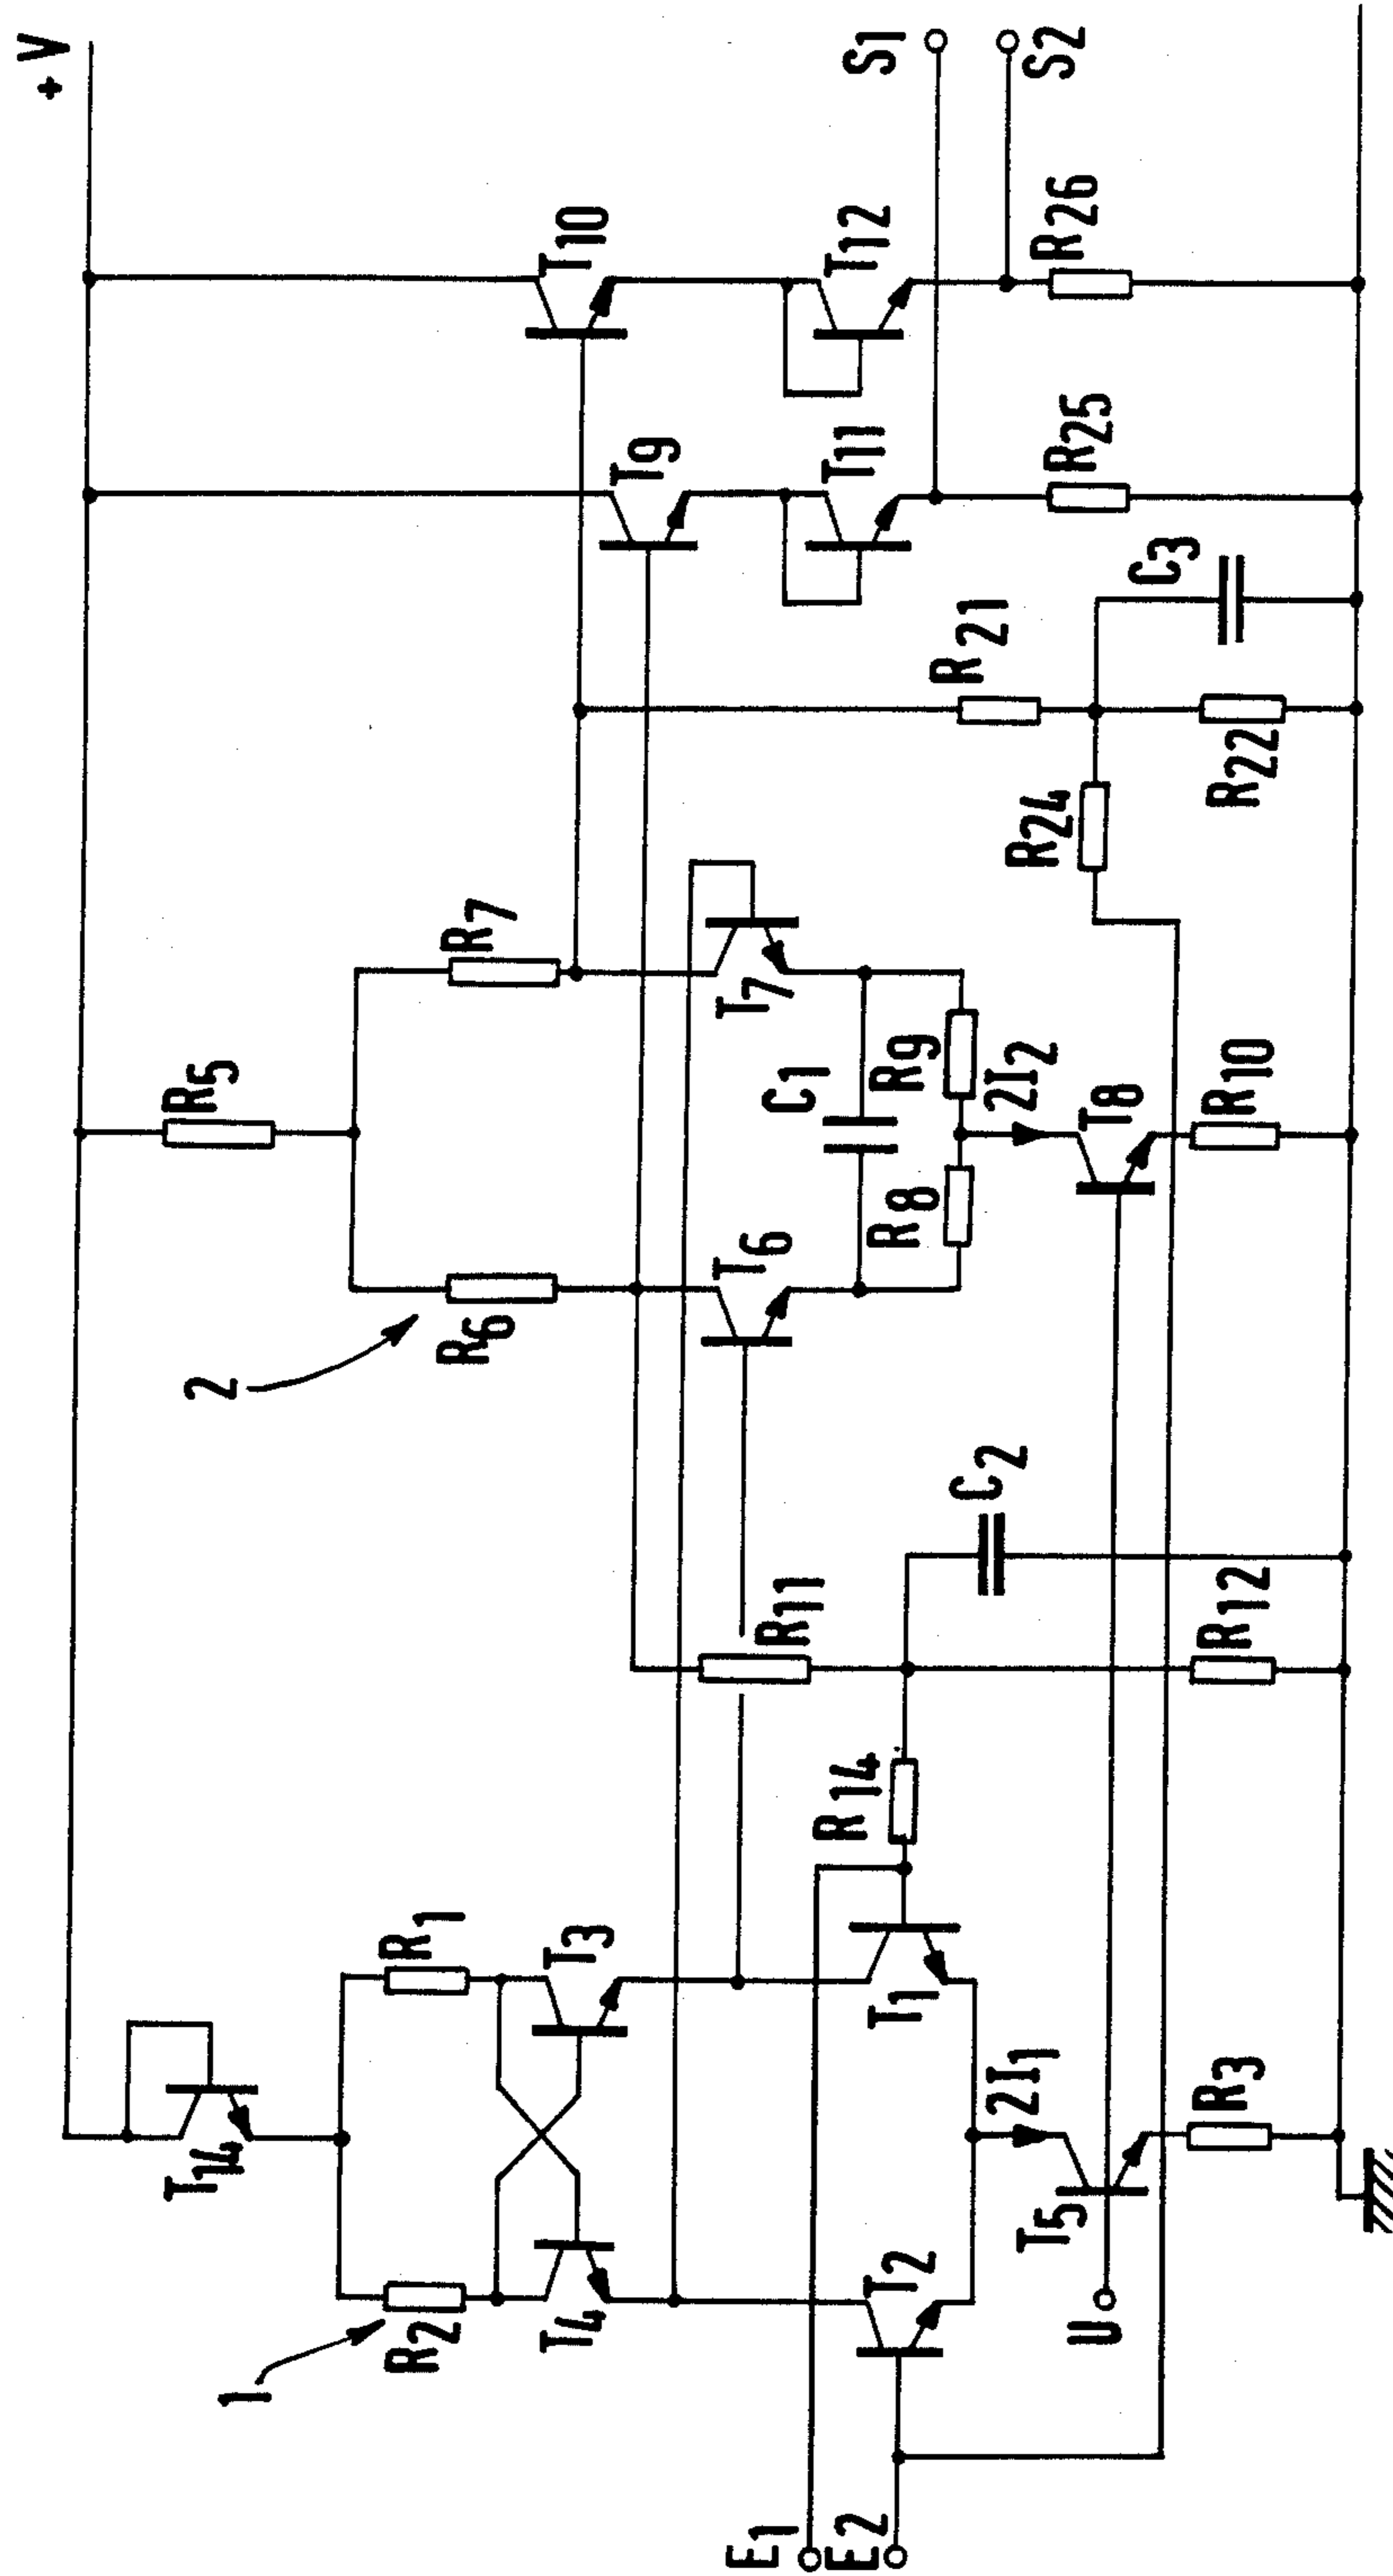 +V
T14
1
R2
R1
T4
T3
E1
E2
T2
T1
2I1
U
T5
R3
R14
R11
C2
R12
2
R5
R6
R7
T6
T7
C1
R8
R9
2I2
T8
R10
R24
R21
R22
C3
T9
T10
T11
T12
R25
R26
S1
S2